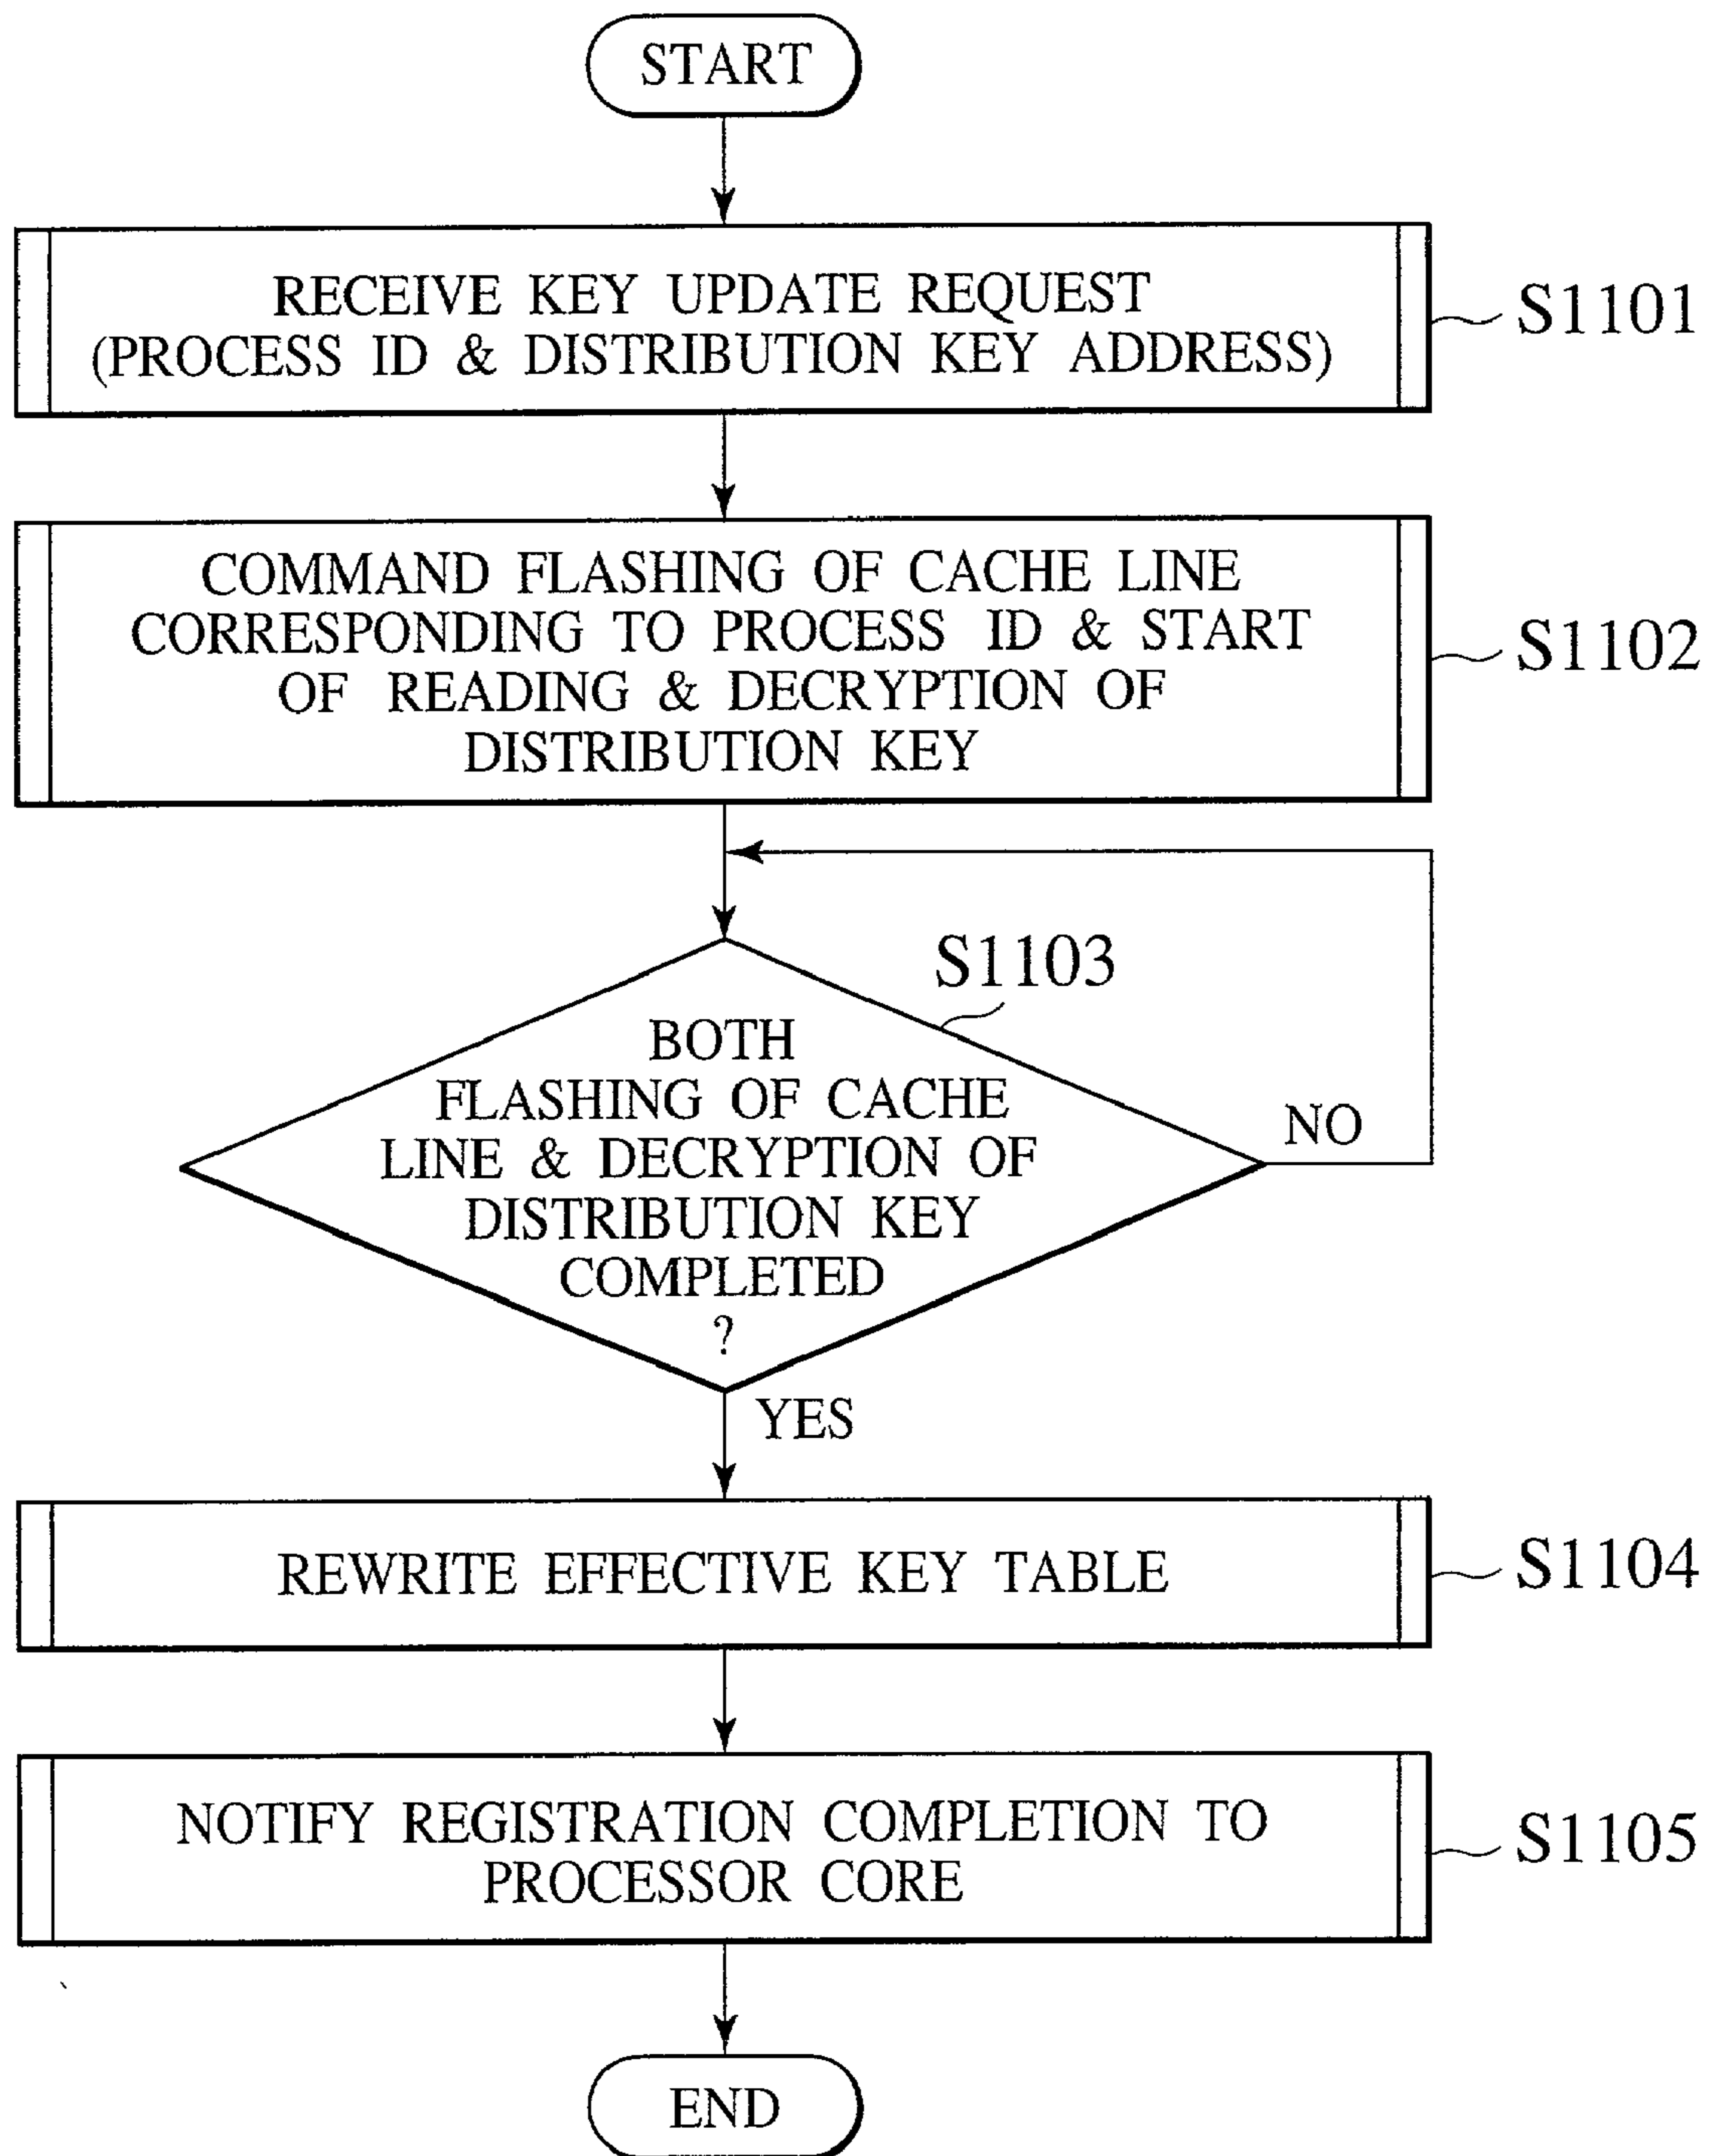 START
RECEIVE KEY UPDATE REQUEST
(PROCESS ID & DISTRIBUTION KEY ADDRESS)
S1101
COMMAND FLASHING OF CACHE LINE
CORRESPONDING TO PROCESS ID & START
OF READING & DECRYPTION OF
DISTRIBUTION KEY
S1102
S1103
BOTH
FLASHING OF CACHE
LINE & DECRYPTION OF
DISTRIBUTION KEY
COMPLETED
?
NO
YES
REWRITE EFFECTIVE KEY TABLE
S1104
NOTIFY REGISTRATION COMPLETION TO
PROCESSOR CORE
S1105
END